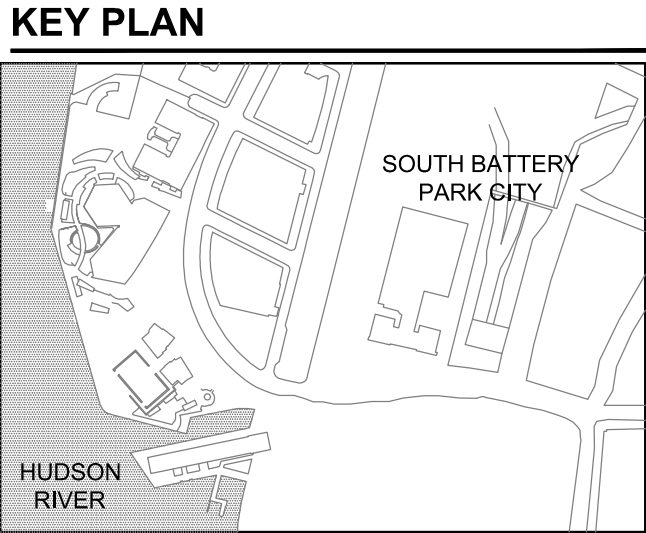 KEY PLAN
SOUTH BATTERY
PARK CITY
HUDSON
RIVER